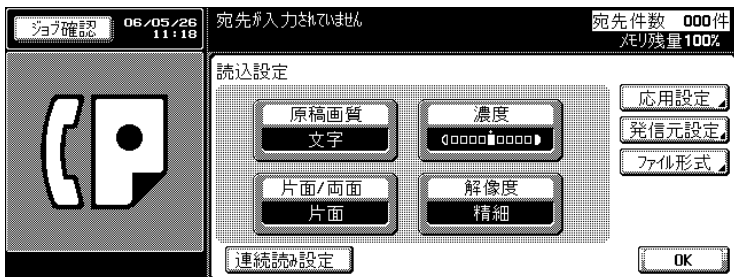 ジョブ確認
06/05/26
11:18
宛先が入力されていません
宛先件数 000件
メモリ残量100%
読込設定
原稿画質
文字
濃度
片面/両面
片面
解像度
精細
応用設定
発信元設定
ファイル形式
連続読み設定
OK